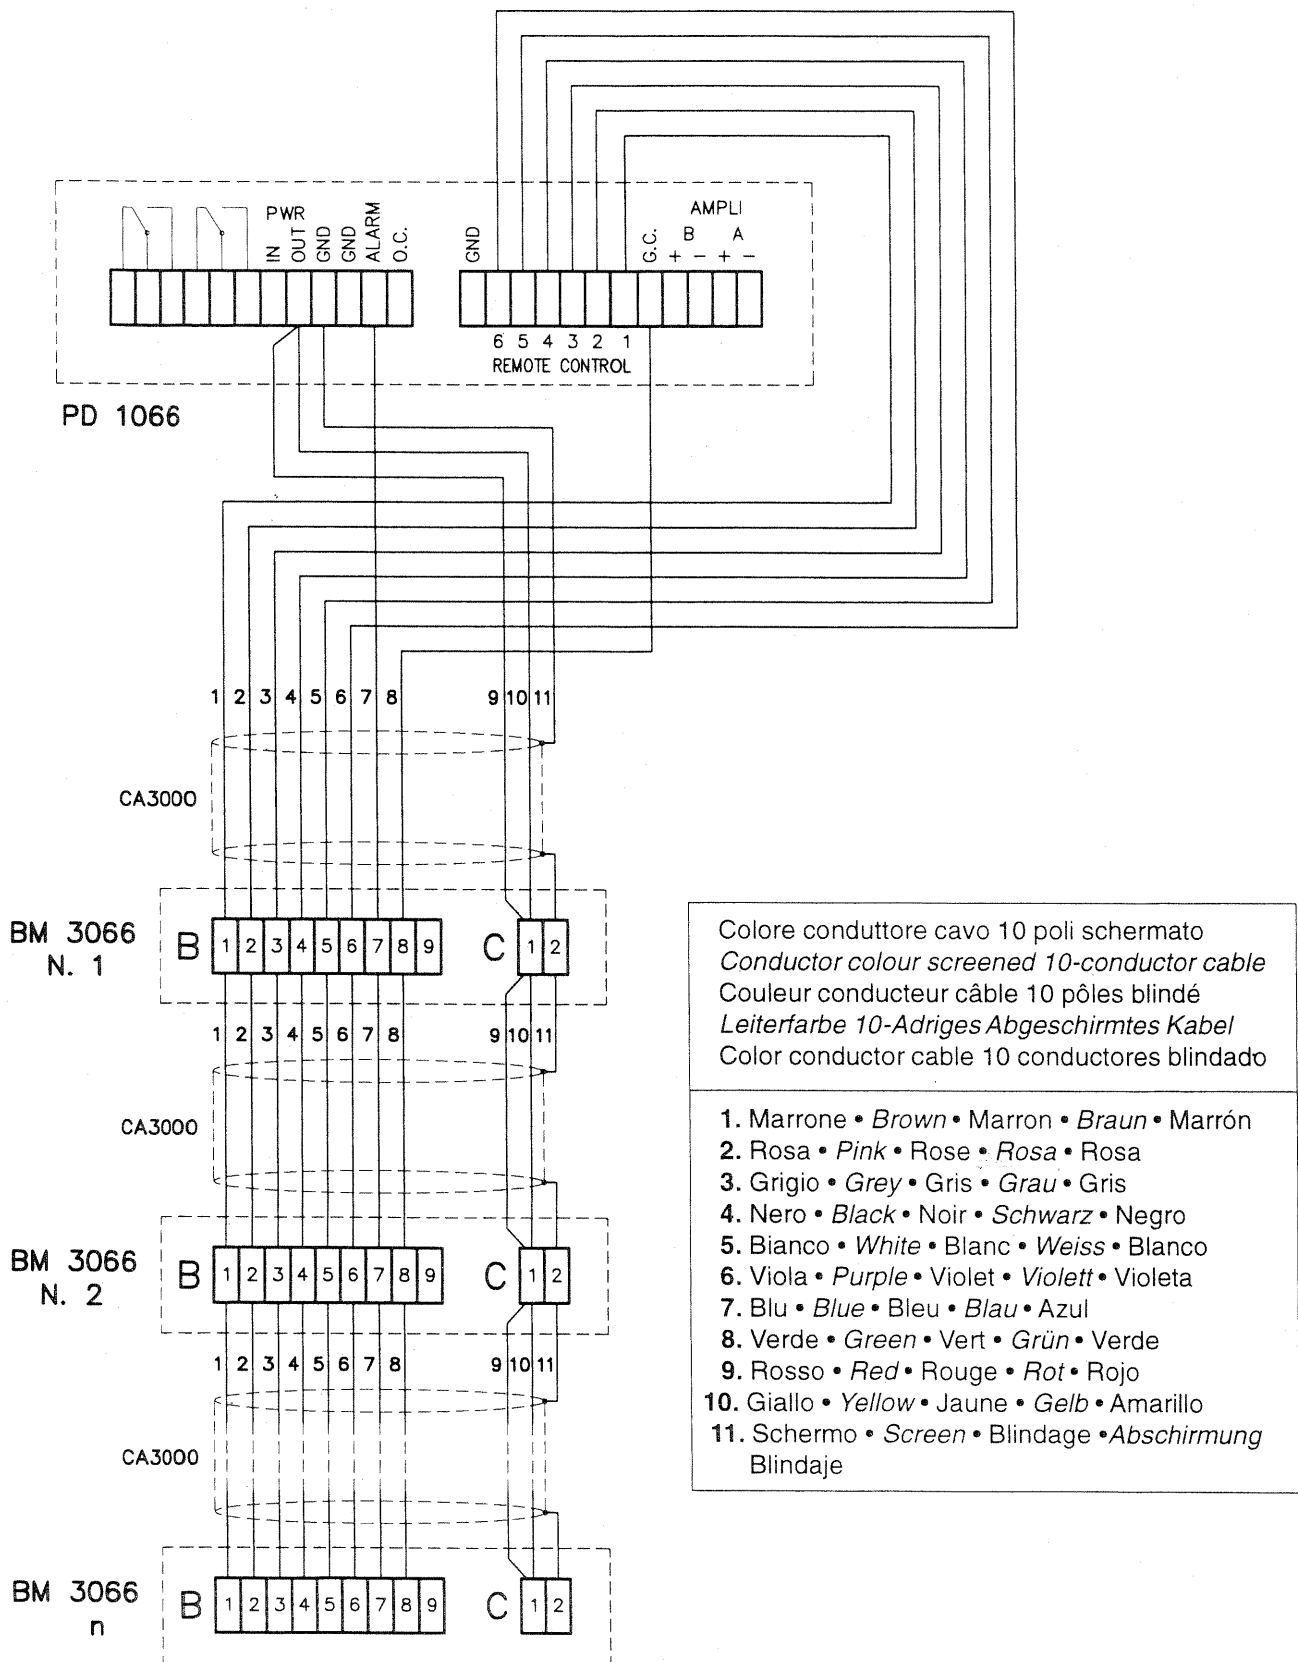 PWR
IN
OUT
GND
GND
ALARM
O.C.
GND
G.C.
AMPLI
B A
+ − + −
6 5 4 3 2 1
REMOTE CONTROL
PD 1066
1 2 3 4 5 6 7 8 9 10 11
CA3000
BM 3066
N. 1
B 1 2 3 4 5 6 7 8 9 C 1 2
1 2 3 4 5 6 7 8 9 10 11
CA3000
BM 3066
N. 2
B 1 2 3 4 5 6 7 8 9 C 1 2
1 2 3 4 5 6 7 8 9 10 11
CA3000
BM 3066
n
B 1 2 3 4 5 6 7 8 9 C 1 2
Colore conduttore cavo 10 poli schermato
Conductor colour screened 10-conductor cable
Couleur conducteur câble 10 pôles blindé
Leiterfarbe 10-Adriges Abgeschirmtes Kabel
Color conductor cable 10 conductores blindado
1. Marrone • Brown • Marron • Braun • Marrón
2. Rosa • Pink • Rose • Rosa • Rosa
3. Grigio • Grey • Gris • Grau • Gris
4. Nero • Black • Noir • Schwarz • Negro
5. Bianco • White • Blanc • Weiss • Blanco
6. Viola • Purple • Violet • Violett • Violeta
7. Blu • Blue • Bleu • Blau • Azul
8. Verde • Green • Vert • Grün • Verde
9. Rosso • Red • Rouge • Rot • Rojo
10. Giallo • Yellow • Jaune • Gelb • Amarillo
11. Schermo • Screen • Blindage • Abschirmung
Blindaje